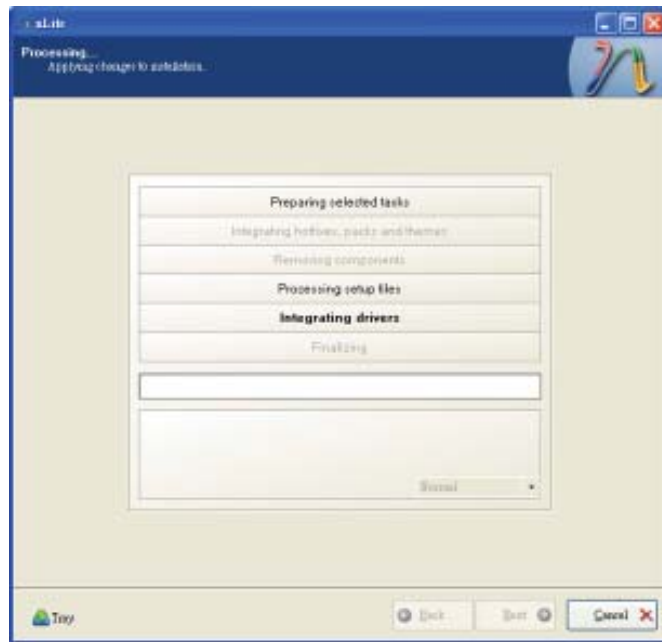 nLite
Processing...
Applying changes to installation.
Preparing selected tasks
Integrating hotfixes, packs and themes
Removing components
Processing setup files
Integrating drivers
Finalizing
Normal
Tray
Back
Next
Cancel